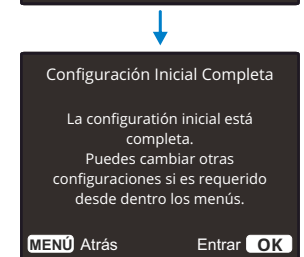 Configuración Inicial Completa
La configuratión inicial está
completa.
Puedes cambiar otras
configuraciones si es requerido
desde dentro los menús.
MENÚ Atrás Entrar OK